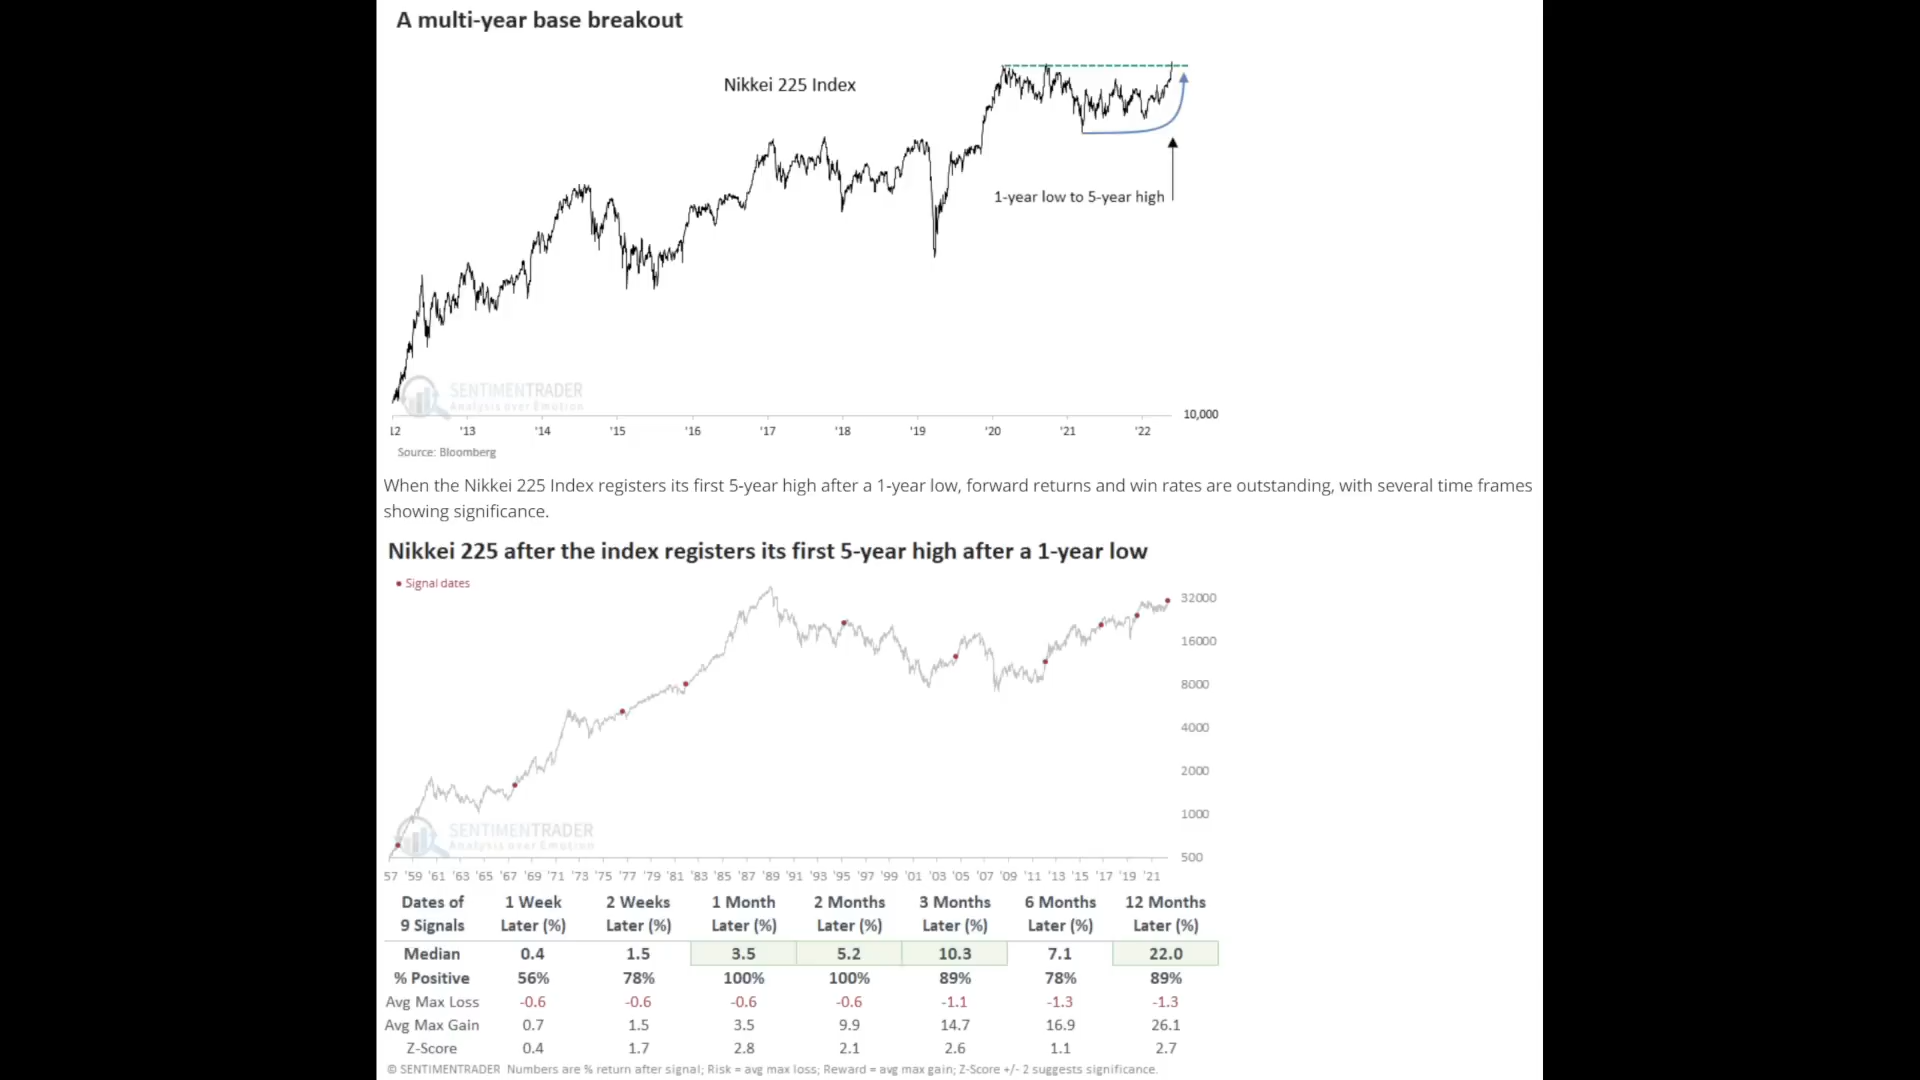 A multi-year base breakout
Nikkei 225 Index
1-year low to 5-year high
SENTIMENTRADER
Analysis over Emotion
10,000
12 '13 '14 '15 '16 '17 '18 '19 '20 '21 '22
Source: Bloomberg
When the Nikkei 225 Index registers its first 5-year high after a 1-year low, forward returns and win rates are outstanding, with several time frames
showing significance.
Nikkei 225 after the index registers its first 5-year high after a 1-year low
Signal dates
32000
16000
8000
4000
2000
1000
SENTIMENTRADER
Analysis over Emotion
500
57 '59 '61 '63 '65 '67 '69 '71 '73 '75 '77 '79 '81 '83 '85 '87 '89 '91 '93 '95 '97 '99 '01 '03 '05 '07 '09 '11 '13 '15 '17 '19 '21
Dates of 1 Week 2 Weeks 1 Month 2 Months 3 Months 6 Months 12 Months
9 Signals Later (%) Later (%) Later (%) Later (%) Later (%) Later (%) Later (%)
Median 0.4 1.5 3.5 5.2 10.3 7.1 22.0
% Positive 56% 78% 100% 100% 89% 78% 89%
Avg Max Loss -0.6 -0.6 -0.6 -0.6 -1.1 -1.3 -1.3
Avg Max Gain 0.7 1.5 3.5 9.9 14.7 16.9 26.1
Z-Score 0.4 1.7 2.8 2.1 2.6 1.1 2.7
© SENTIMENTRADER Numbers are % return after signal; Risk = avg max loss; Reward = avg max gain; Z-Score +/- 2 suggests significance.